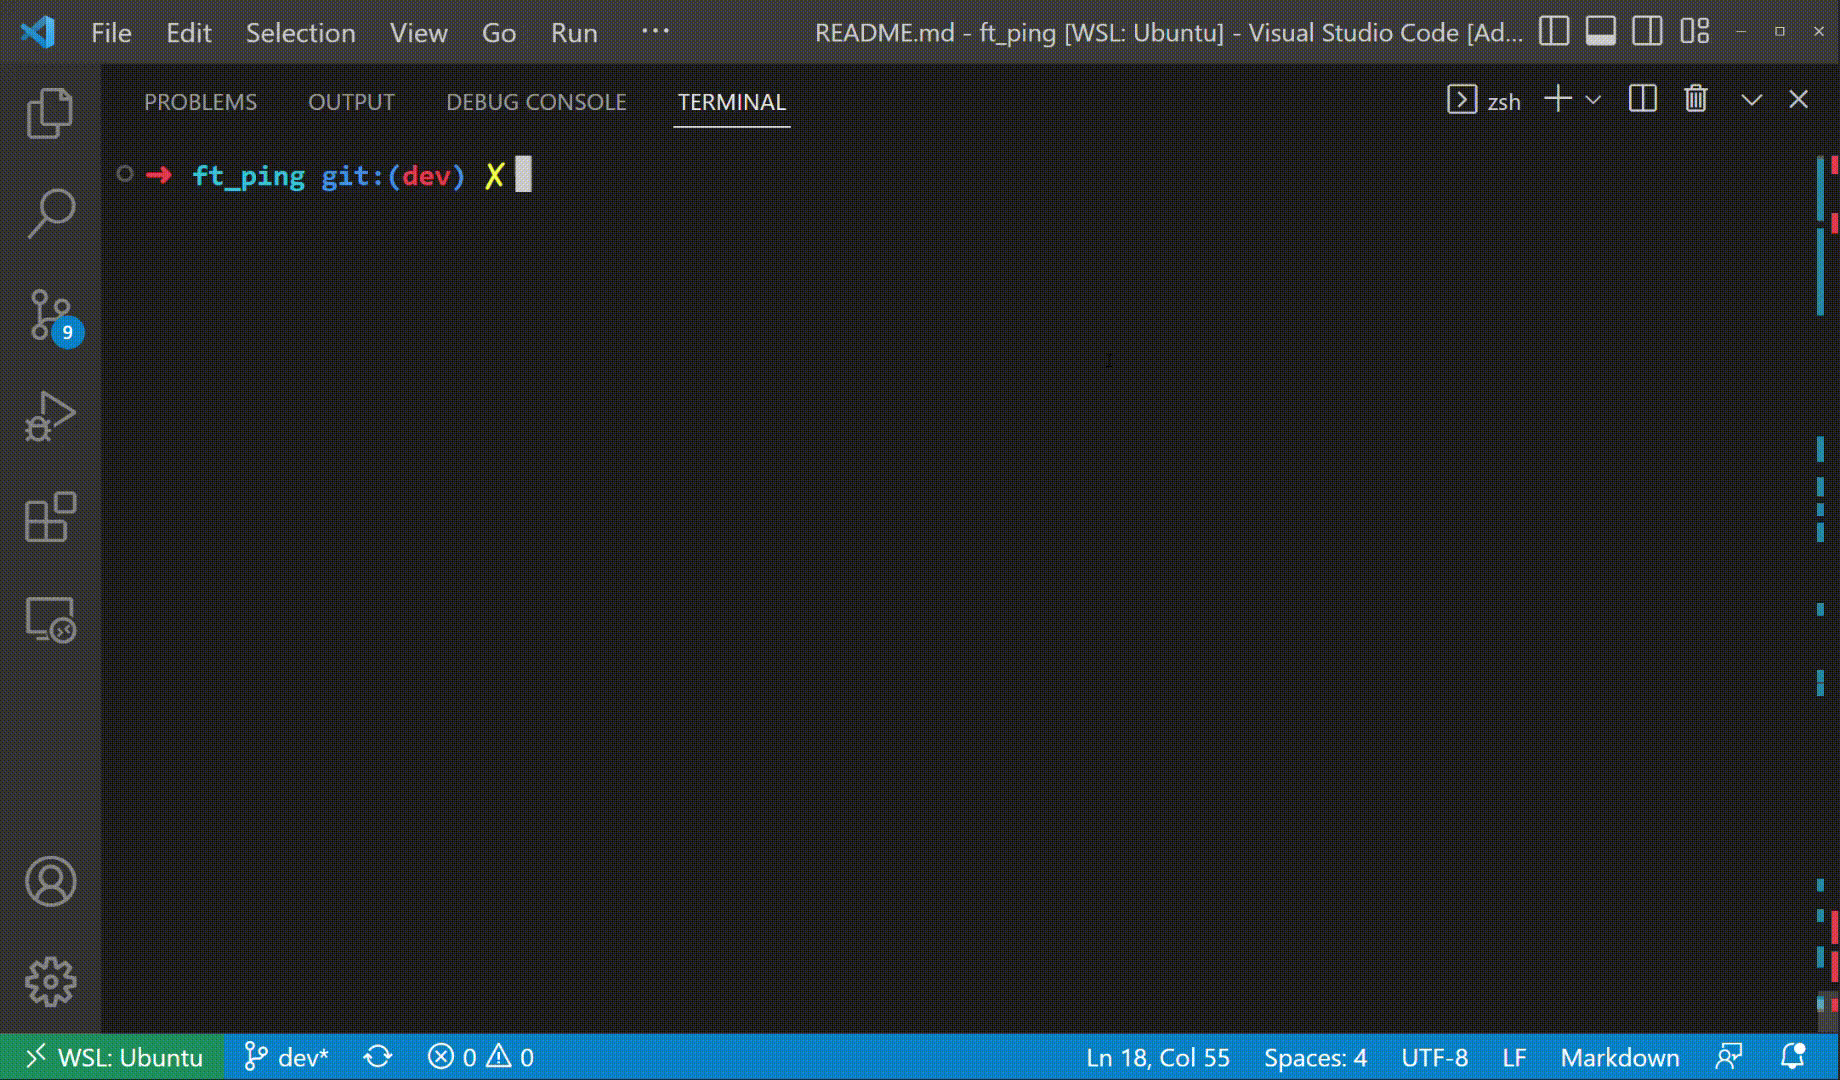 File Edit Selection View Go Run ··· README.md - ft_ping [WSL: Ubuntu] - Visual Studio Code [Ad...
PROBLEMS OUTPUT DEBUG CONSOLE TERMINAL zsh
➜ ft_ping git:(dev) ✗
9
WSL: Ubuntu dev* 0 0 Ln 18, Col 55 Spaces: 4 UTF-8 LF Markdown